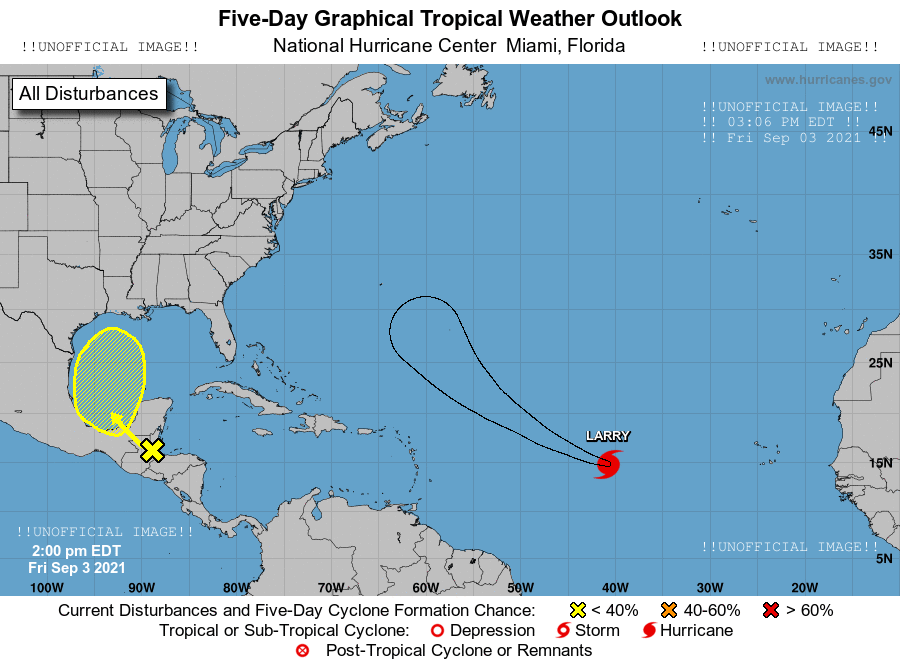 Five-Day Graphical Tropical Weather Outlook
!!UNOFFICIAL IMAGE!! National Hurricane Center Miami, Florida !!UNOFFICIAL IMAGE!!
www.hurricanes.gov
All Disturbances
!!UNOFFICIAL IMAGE!!
!! 03:06 PM EDT !!
!! Fri Sep 03 2021 !!
45N
35N
25N
LARRY
15N
!!UNOFFICIAL IMAGE!!
!!UNOFFICIAL IMAGE!!
2:00 pm EDT
Fri Sep 3 2021
5N
100W 90W 80W 70W 60W 50W 40W 30W 20W
Current Disturbances and Five-Day Cyclone Formation Chance: < 40% 40-60% > 60%
Tropical or Sub-Tropical Cyclone: Depression Storm Hurricane
Post-Tropical Cyclone or Remnants